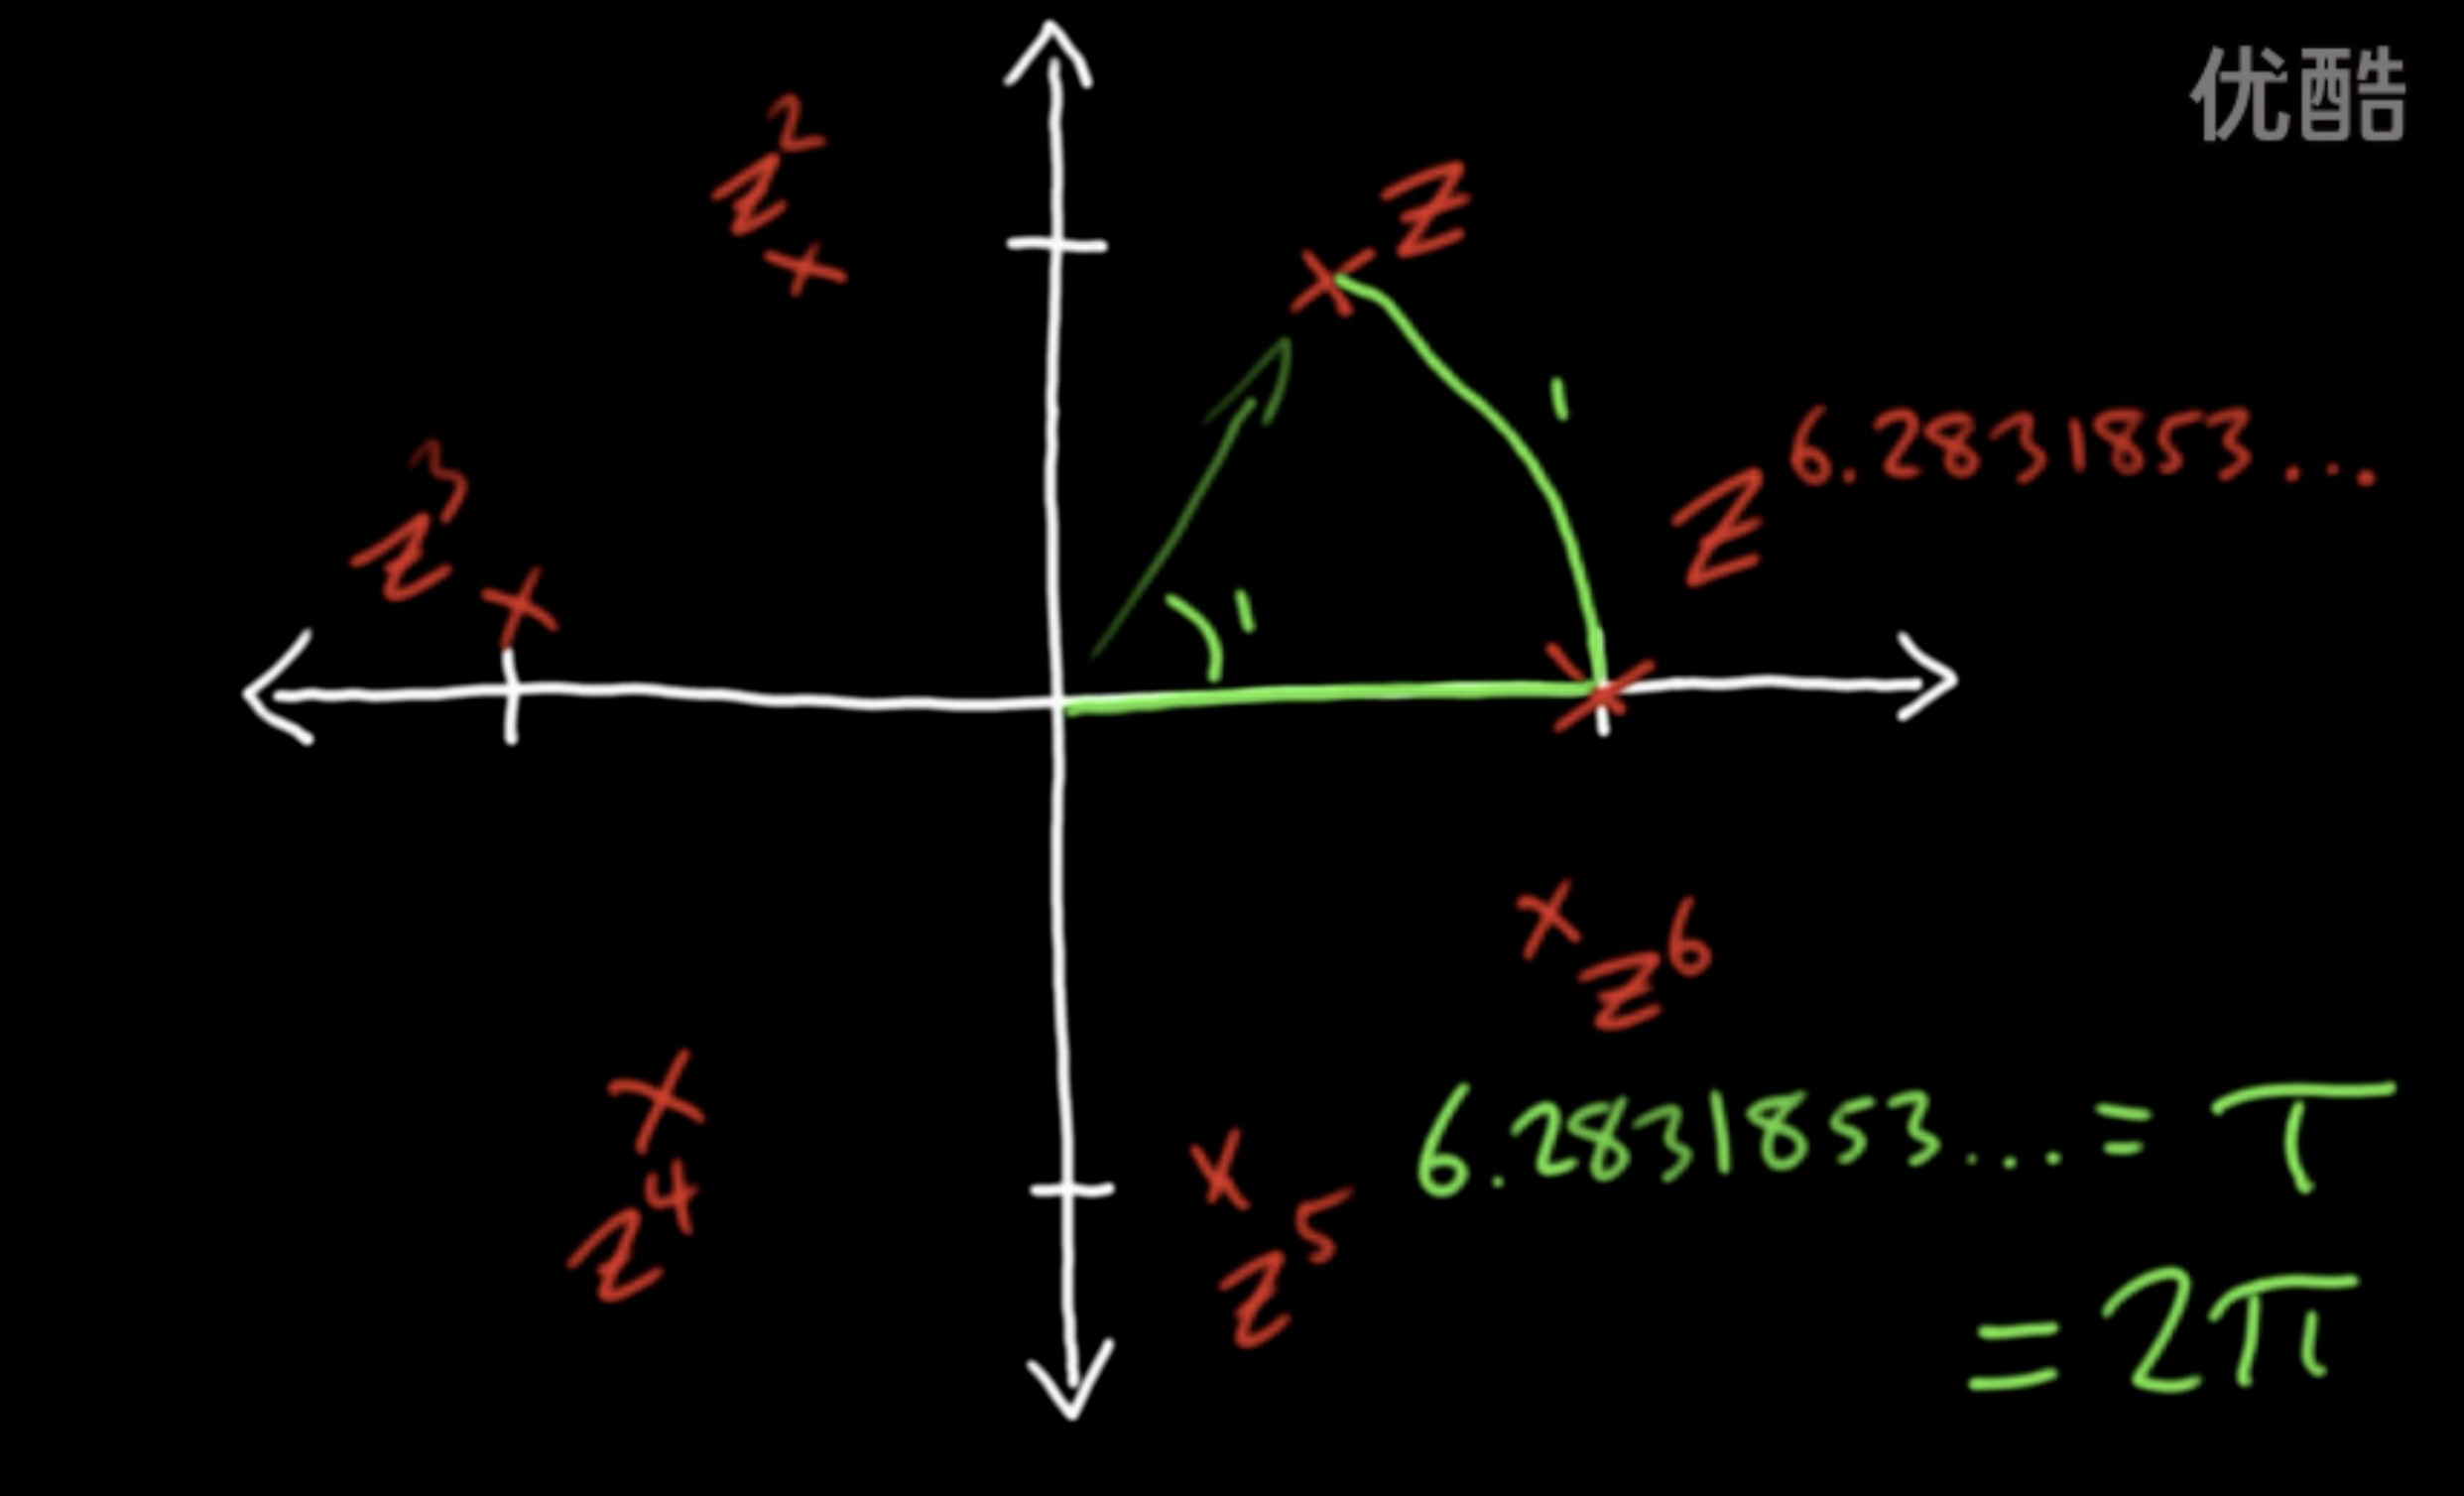 优酷
z²
z
1
z^6.2831853...
z³
1
z⁶
6.2831853... = τ
z⁴
z⁵
= 2π